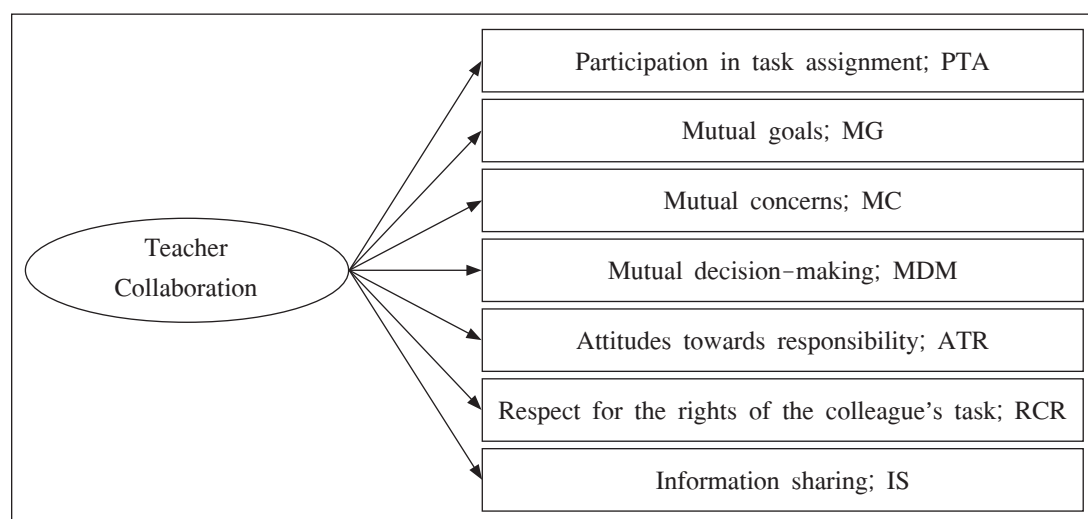 Teacher
Collaboration
Participation in task assignment; PTA
Mutual goals; MG
Mutual concerns; MC
Mutual decision-making; MDM
Attitudes towards responsibility; ATR
Respect for the rights of the colleague's task; RCR
Information sharing; IS